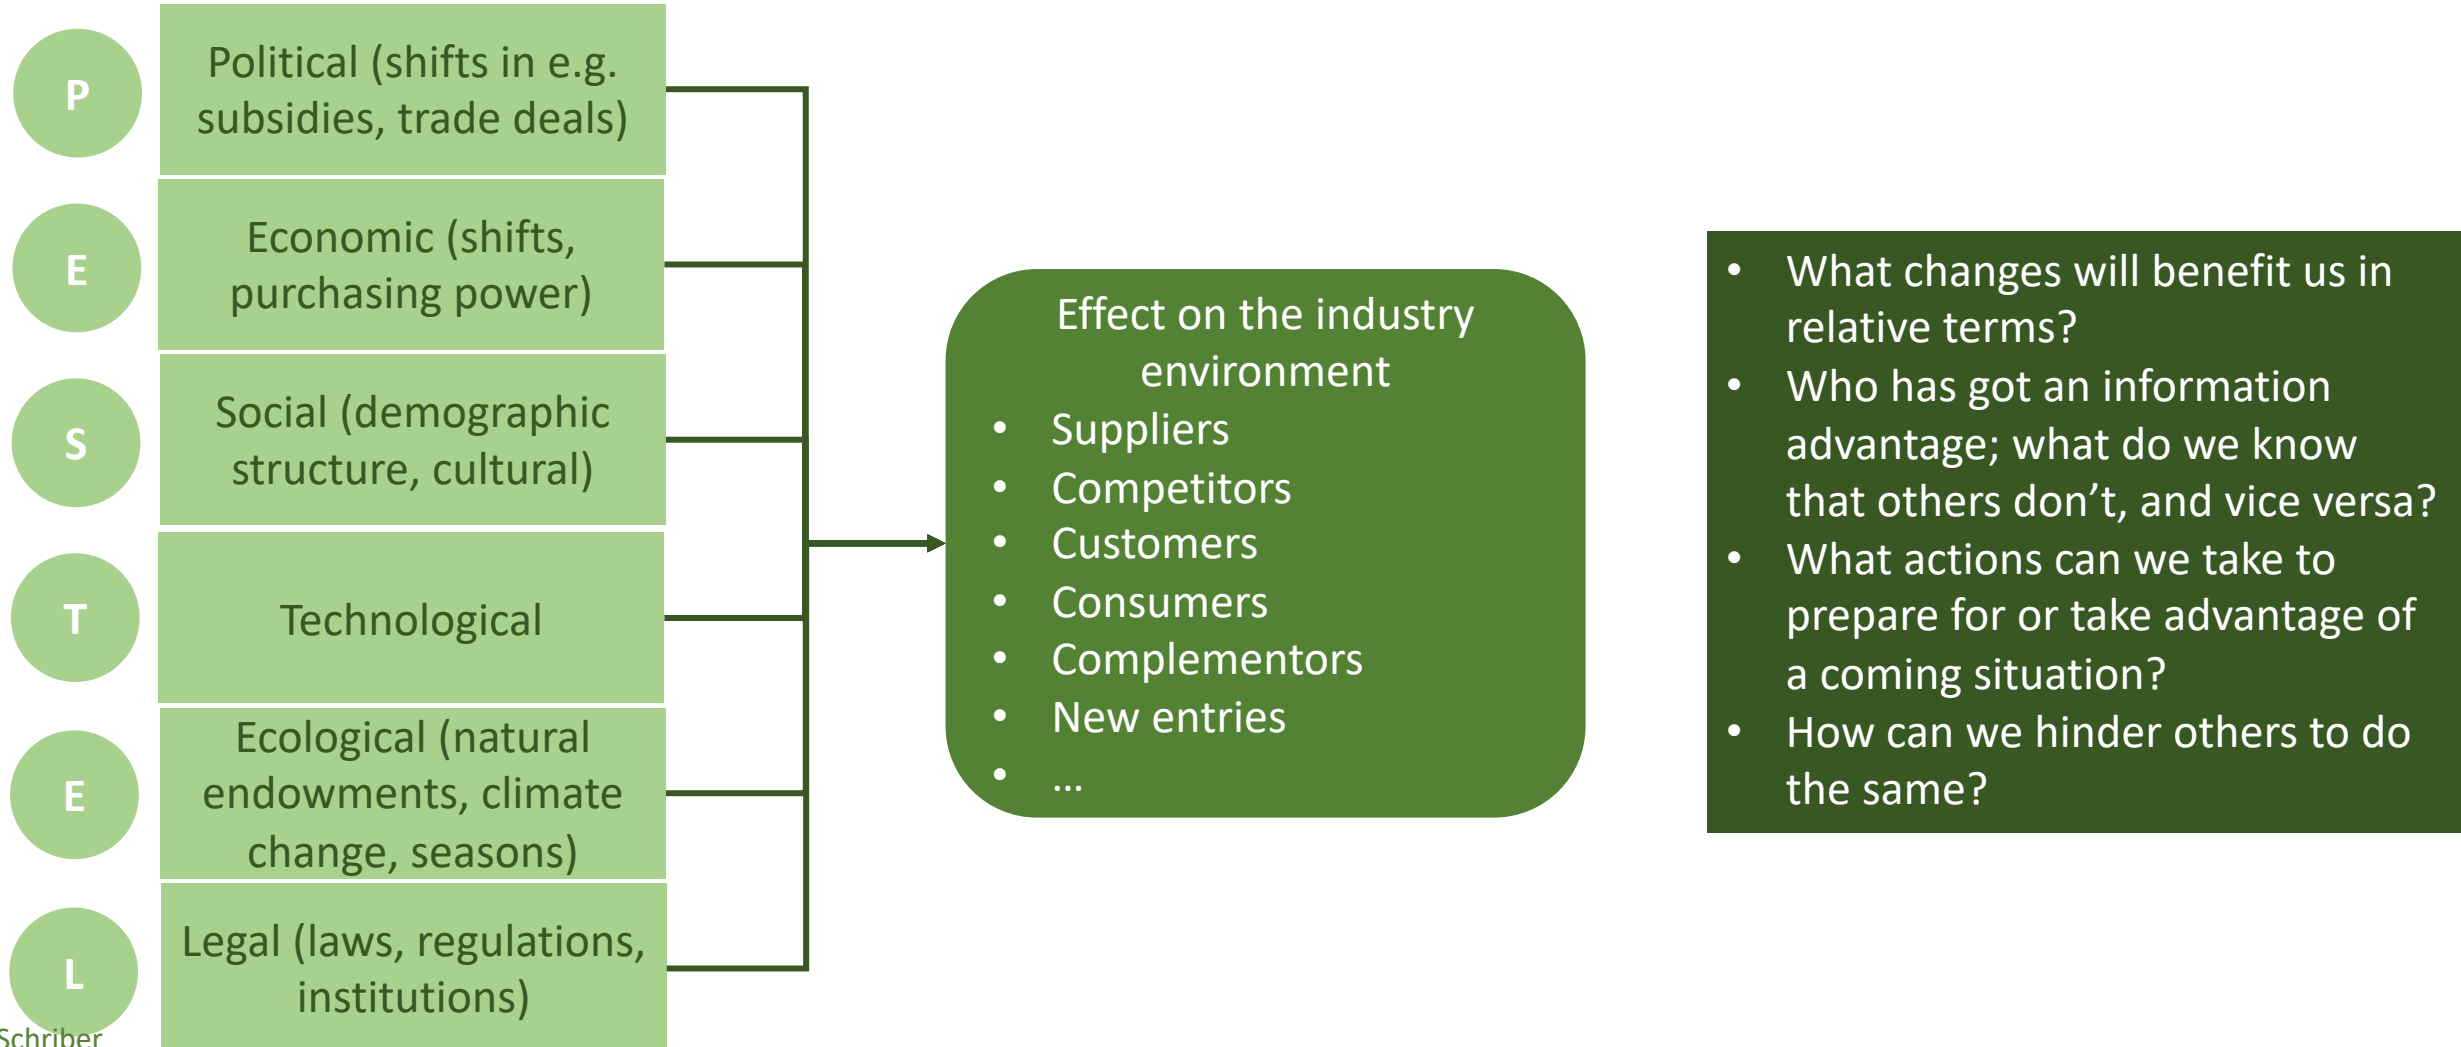 P
Political (shifts in e.g.
subsidies, trade deals)
E
Economic (shifts,
purchasing power)
S
Social (demographic
structure, cultural)
T
Technological
E
Ecological (natural
endowments, climate
change, seasons)
L
Legal (laws, regulations,
institutions)
Schriber
Effect on the industry
environment
• Suppliers
• Competitors
• Customers
• Consumers
• Complementors
• New entries
• ...
• What changes will benefit us in
relative terms?
• Who has got an information
advantage; what do we know
that others don’t, and vice versa?
• What actions can we take to
prepare for or take advantage of
a coming situation?
• How can we hinder others to do
the same?